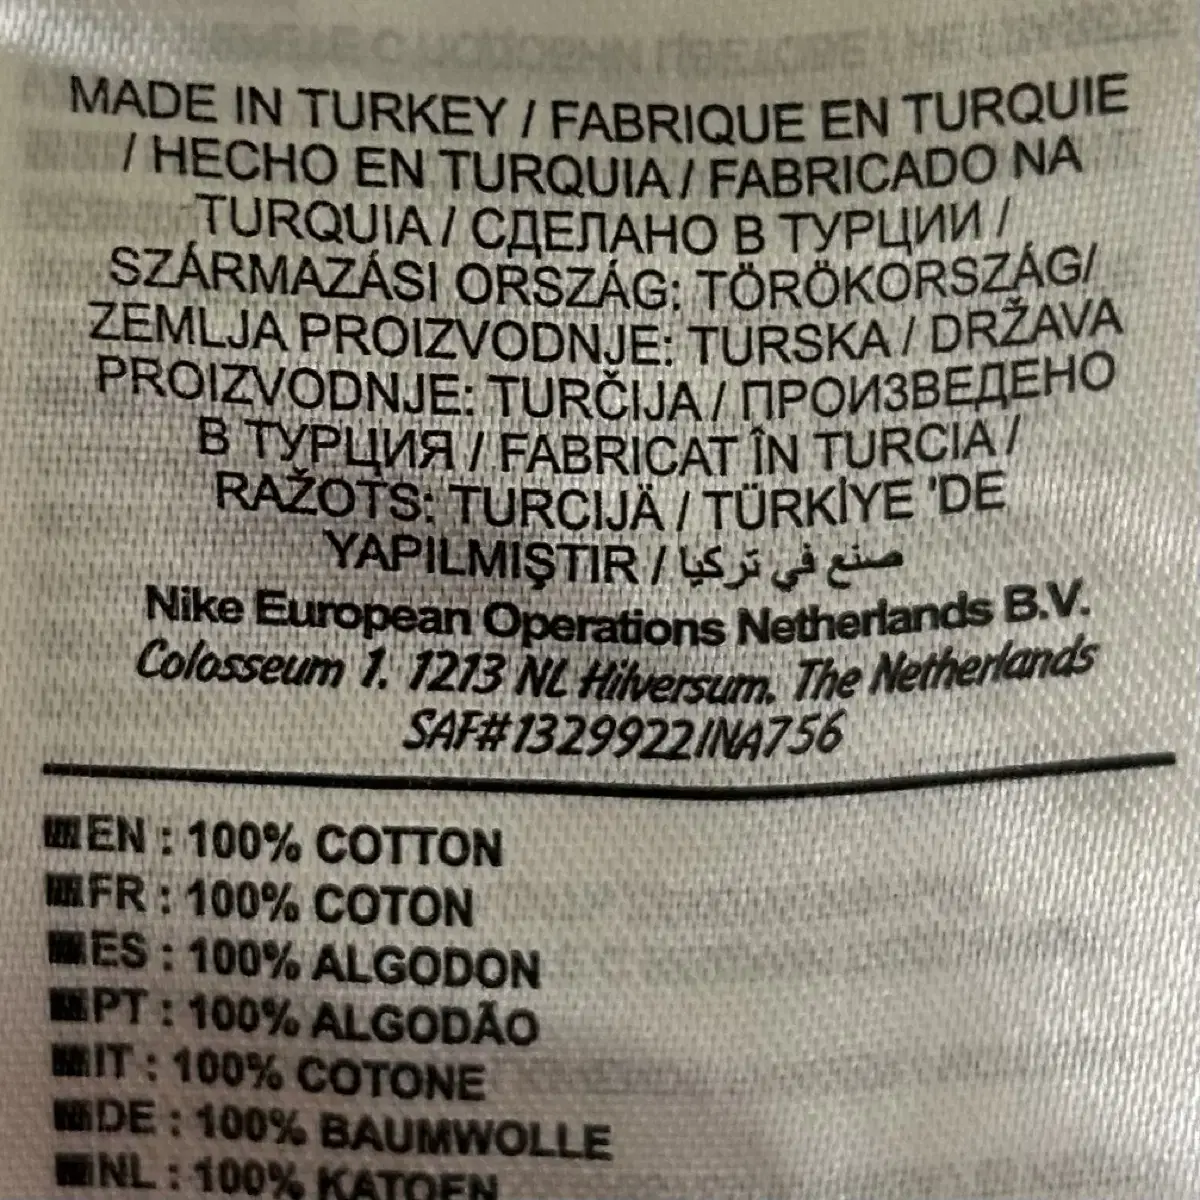 MADE IN TURKEY / FABRIQUE EN TURQUIE
/ HECHO EN TURQUIA / FABRICADO NA
TURQUIA / СДЕЛАНО В ТУРЦИИ /
SZÁRMAZÁSI ORSZÁG: TÖRÖKORSZÁG/
ZEMLJA PROIZVODNJE: TURSKA / DRŽAVA
PROIZVODNJE: TURČIJA / ПРОИЗВЕДЕНО
В ТУРЦИЯ / FABRICAT ÎN TURCIA /
RAŽOTS: TURCIJÄ / TÜRKİYE 'DE
YAPILMIŞTIR / صنع في تركيا
Nike European Operations Netherlands B.V.
Colosseum 1. 1213 NL Hilversum. The Netherlands
SAF#1329922/INA756
EN : 100% COTTON
FR : 100% COTON
ES : 100% ALGODON
PT : 100% ALGODÃO
IT : 100% COTONE
DE : 100% BAUMWOLLE
NL : 100% KATOEN